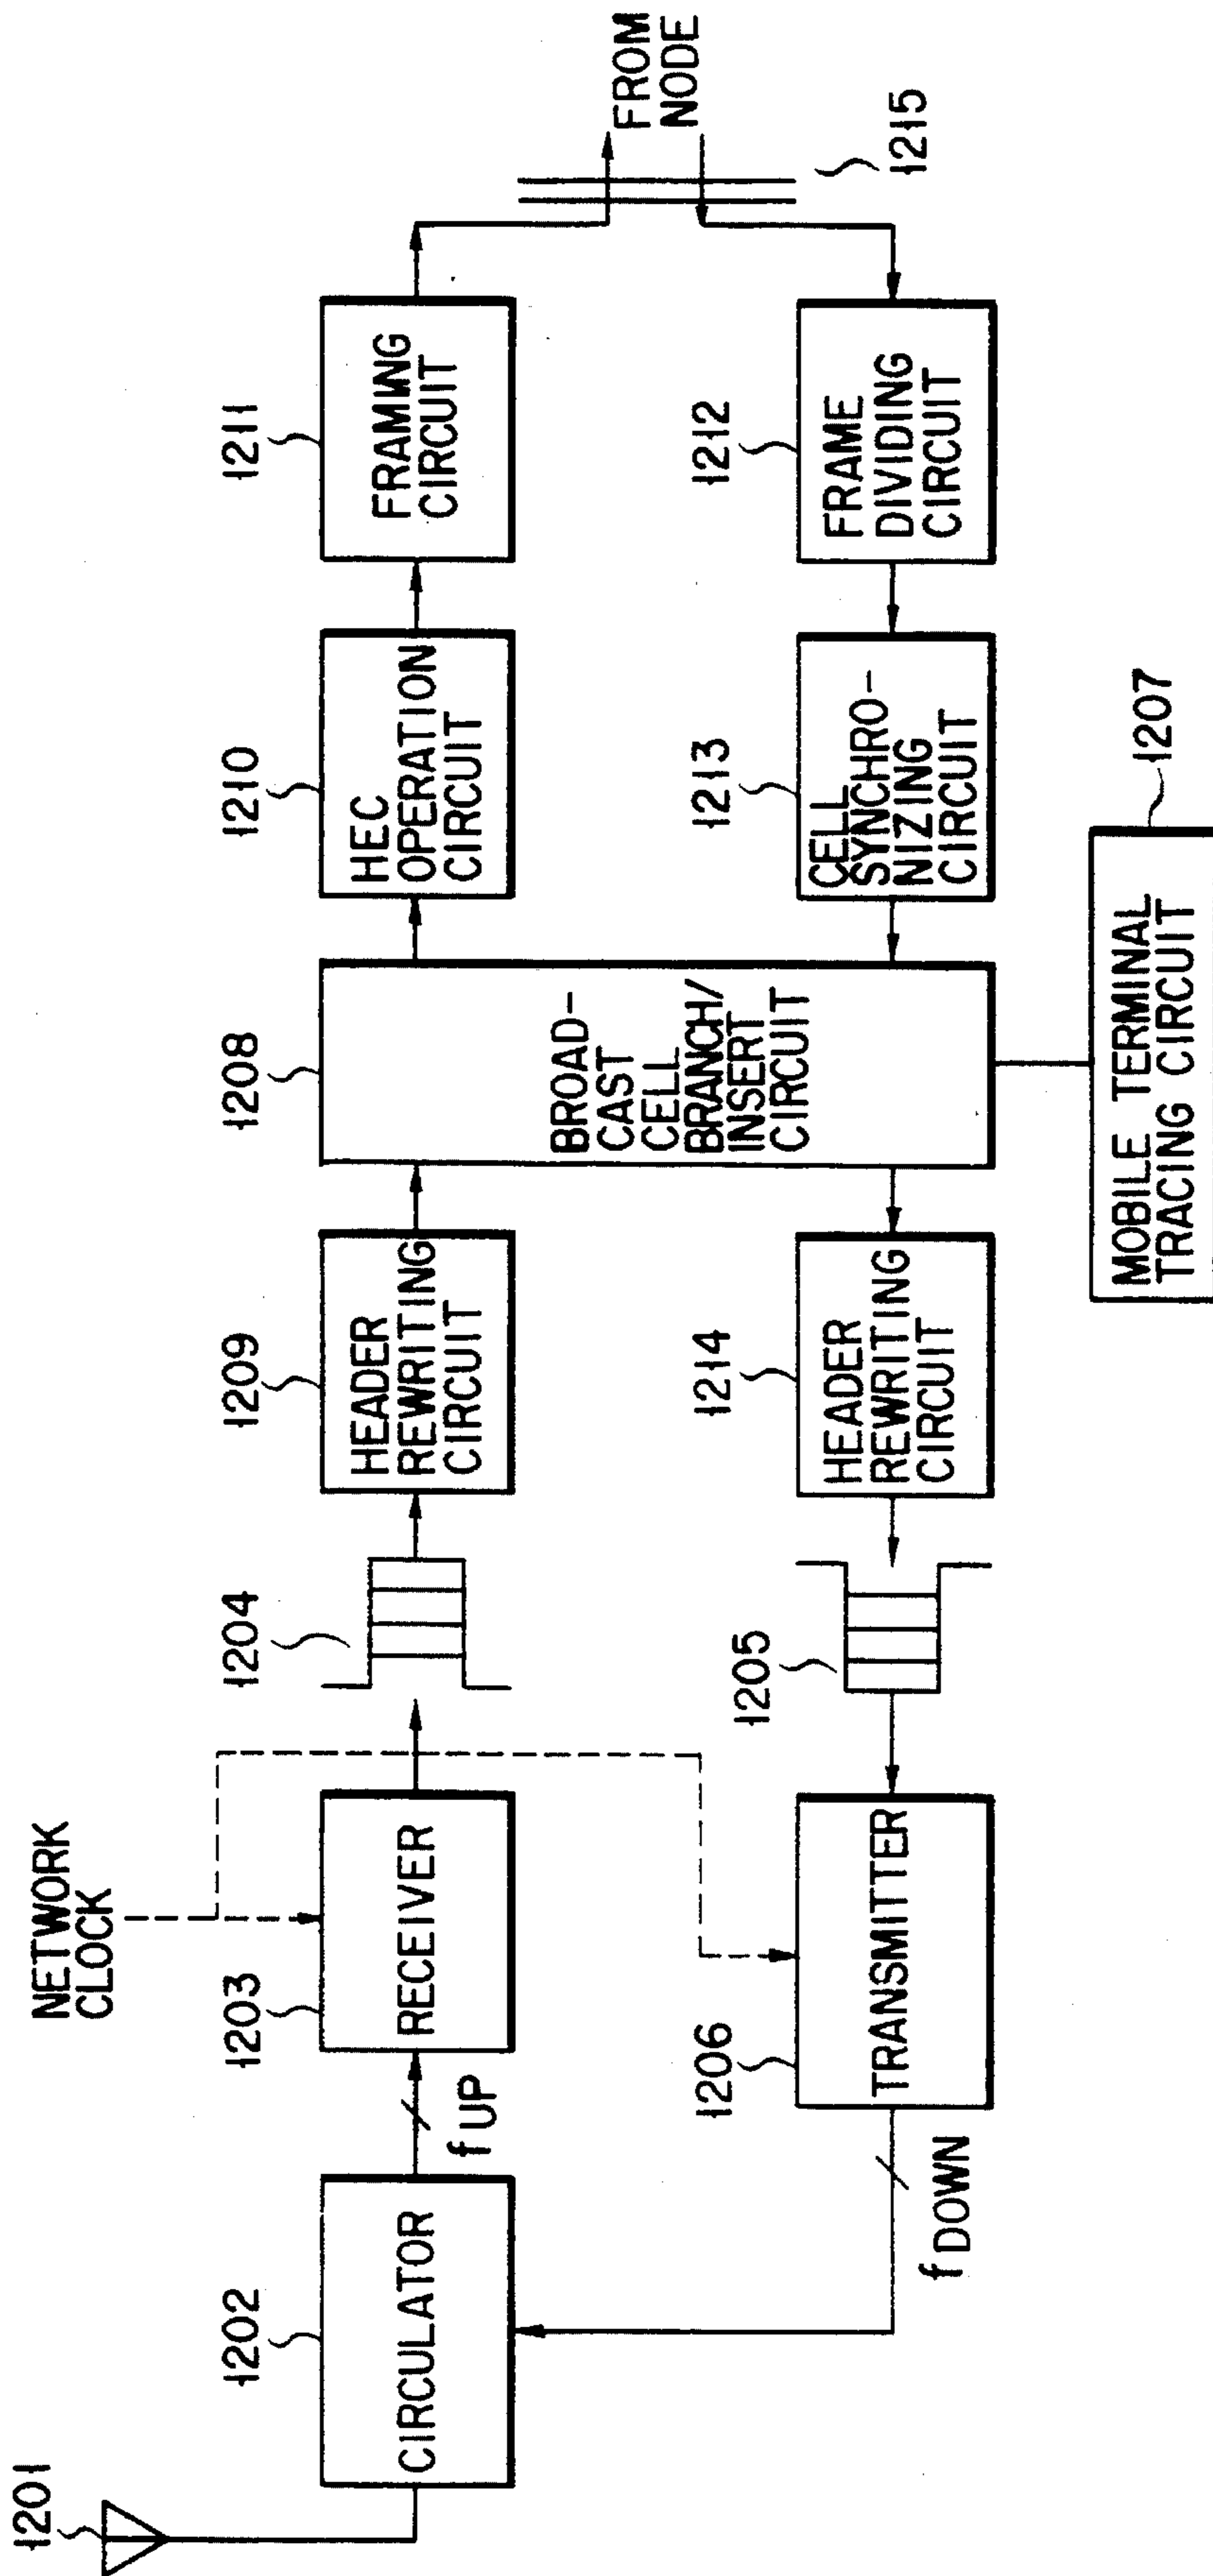 1201
1202
CIRCULATOR
f UP
NETWORK
CLOCK
1203
RECEIVER
1204
1209
HEADER
REWRITING
CIRCUIT
1208
BROAD-
CAST
CELL
BRANCH/
INSERT
CIRCUIT
1210
HEC
OPERATION
CIRCUIT
1211
FRAMING
CIRCUIT
FROM
NODE
1215
1212
FRAME
DIVIDING
CIRCUIT
1213
CELL
SYNCHRO-
NIZING
CIRCUIT
1214
HEADER
REWRITING
CIRCUIT
1205
1206
TRANSMITTER
f DOWN
1207
MOBILE TERMINAL
TRACING CIRCUIT